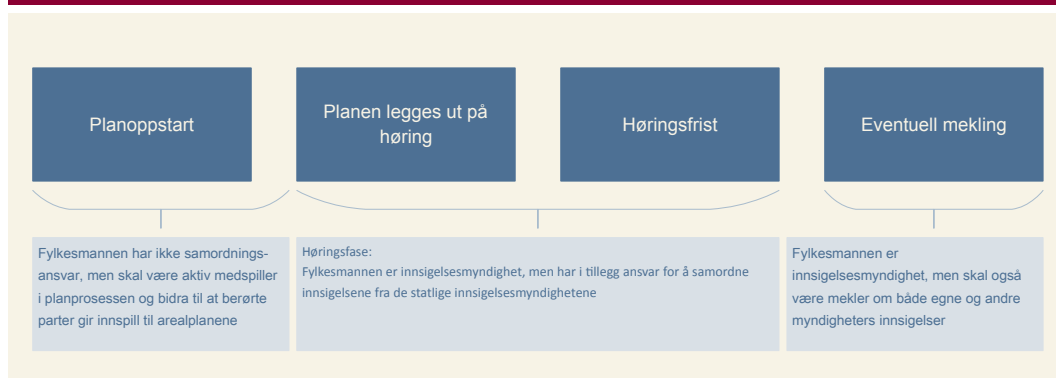 Planoppstart
Planen legges ut på
høring
Høringsfrist
Eventuell mekling
Fylkesmannen har ikke samordnings-
ansvar, men skal være aktiv medspiller
i planprosessen og bidra til at berørte
parter gir innspill til arealplanene
Høringsfase:
Fylkesmannen er innsigelsesmyndighet, men har i tillegg ansvar for å samordne
innsigelsene fra de statlige innsigelsesmyndighetene
Fylkesmannen er
innsigelsesmyndighet, men skal også
være mekler om både egne og andre
myndigheters innsigelser